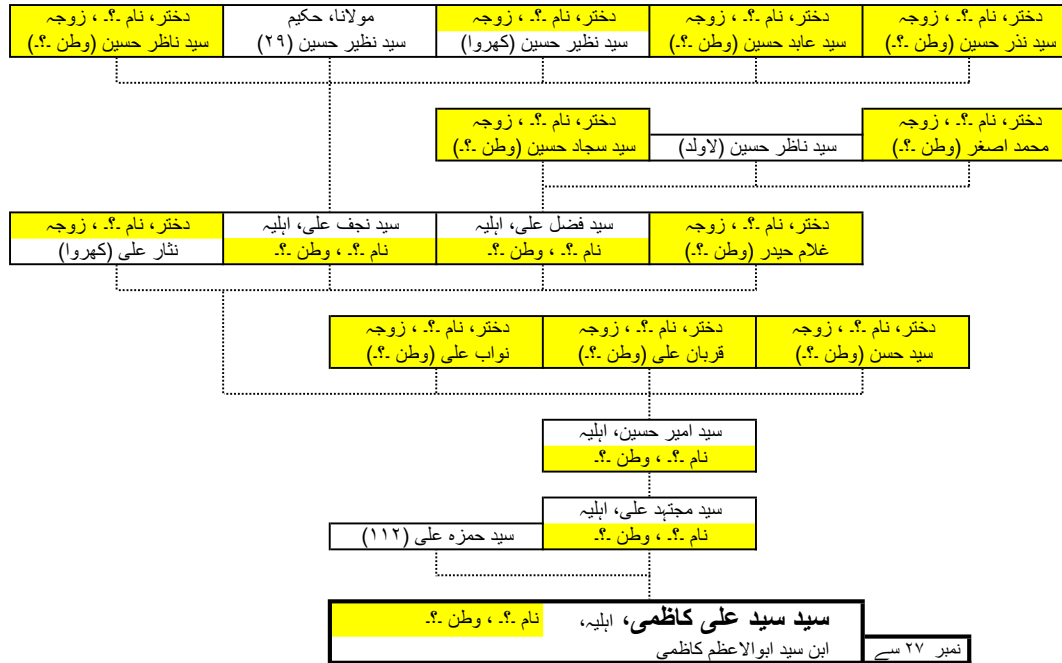 دختر، نام ـ؟ـ ، زوجہ
سید نذر حسین (وطن ـ؟ـ)
دختر، نام ـ؟ـ ، زوجہ
سید عابد حسین (وطن ـ؟ـ)
دختر، نام ـ؟ـ ، زوجہ
سید نظیر حسین (کھروا)
مولانا، حکیم
سید نظیر حسین (۲۹)
دختر، نام ـ؟ـ ، زوجہ
سید ناظر حسین (وطن ـ؟ـ)
دختر، نام ـ؟ـ ، زوجہ
محمد اصغر (وطن ـ؟ـ)
سید ناظر حسین (لاولد)
دختر، نام ـ؟ـ ، زوجہ
سید سجاد حسین (وطن ـ؟ـ)
دختر، نام ـ؟ـ ، زوجہ
غلام حیدر (وطن ـ؟ـ)
سید فضل علی، اہلیہ
نام ـ؟ـ ، وطن ـ؟ـ
سید نجف علی، اہلیہ
نام ـ؟ـ ، وطن ـ؟ـ
دختر، نام ـ؟ـ ، زوجہ
نثار علی (کھروا)
دختر، نام ـ؟ـ ، زوجہ
سید حسن (وطن ـ؟ـ)
دختر، نام ـ؟ـ ، زوجہ
قربان علی (وطن ـ؟ـ)
دختر، نام ـ؟ـ ، زوجہ
نواب علی (وطن ـ؟ـ)
سید امیر حسین، اہلیہ
نام ـ؟ـ ، وطن ـ؟ـ
سید مجتہد علی، اہلیہ
نام ـ؟ـ ، وطن ـ؟ـ
سید حمزہ علی (۱۱۲)
سید سید علی کاظمی، اہلیہ، نام ـ؟ـ ، وطن ـ؟ـ
ابن سید ابوالاعظم کاظمی
نمبر ۲۷ سے